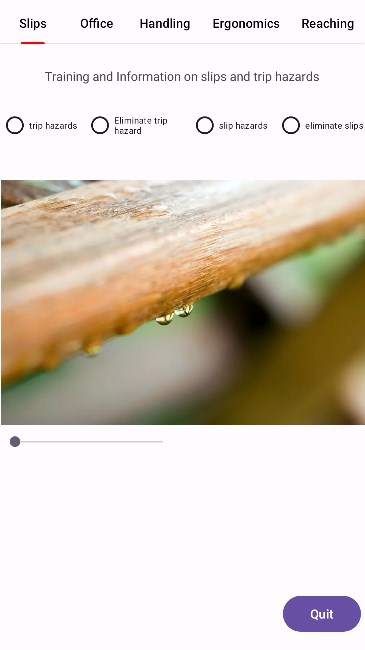 Slips Office Handling Ergonomics Reaching
Training and Information on slips and trip hazards
trip hazards
Eliminate trip
hazard
slip hazards
eliminate slips
Quit